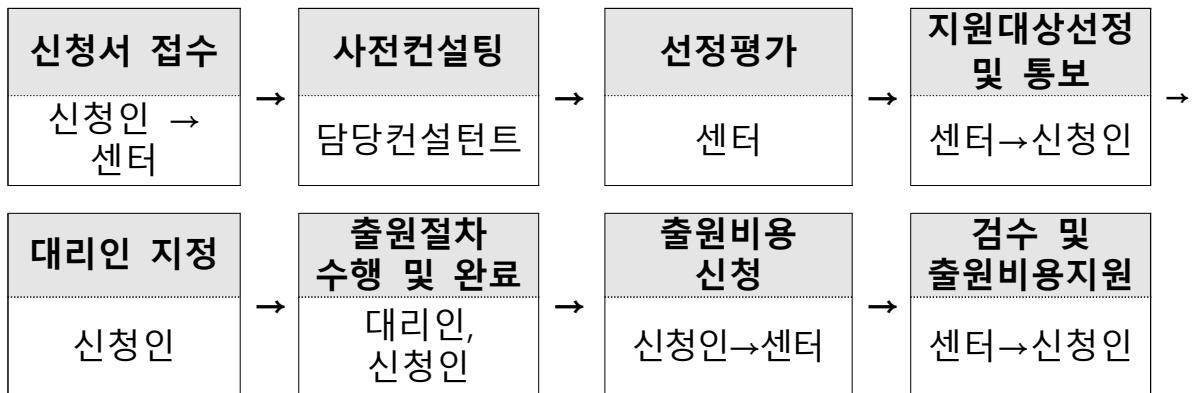 신청서 접수
신청인 →
센터
→
사전컨설팅
담당컨설턴트
→
선정평가
센터
→
지원대상선정
및 통보
센터→신청인
→
대리인 지정
신청인
→
출원절차
수행 및 완료
대리인,
신청인
→
출원비용
신청
신청인→센터
→
검수 및
출원비용지원
센터→신청인